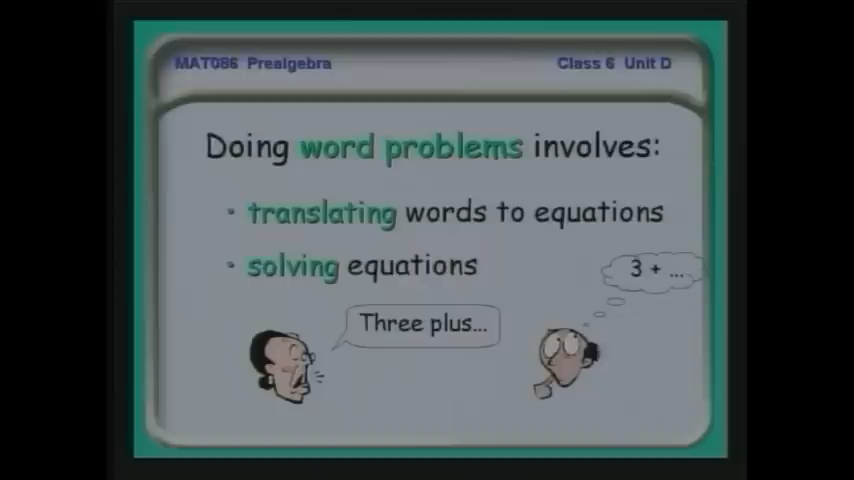 MAT086 Prealgebra
Class 6 Unit D
Doing word problems involves:
· translating words to equations
· solving equations
3 + ...
Three plus...